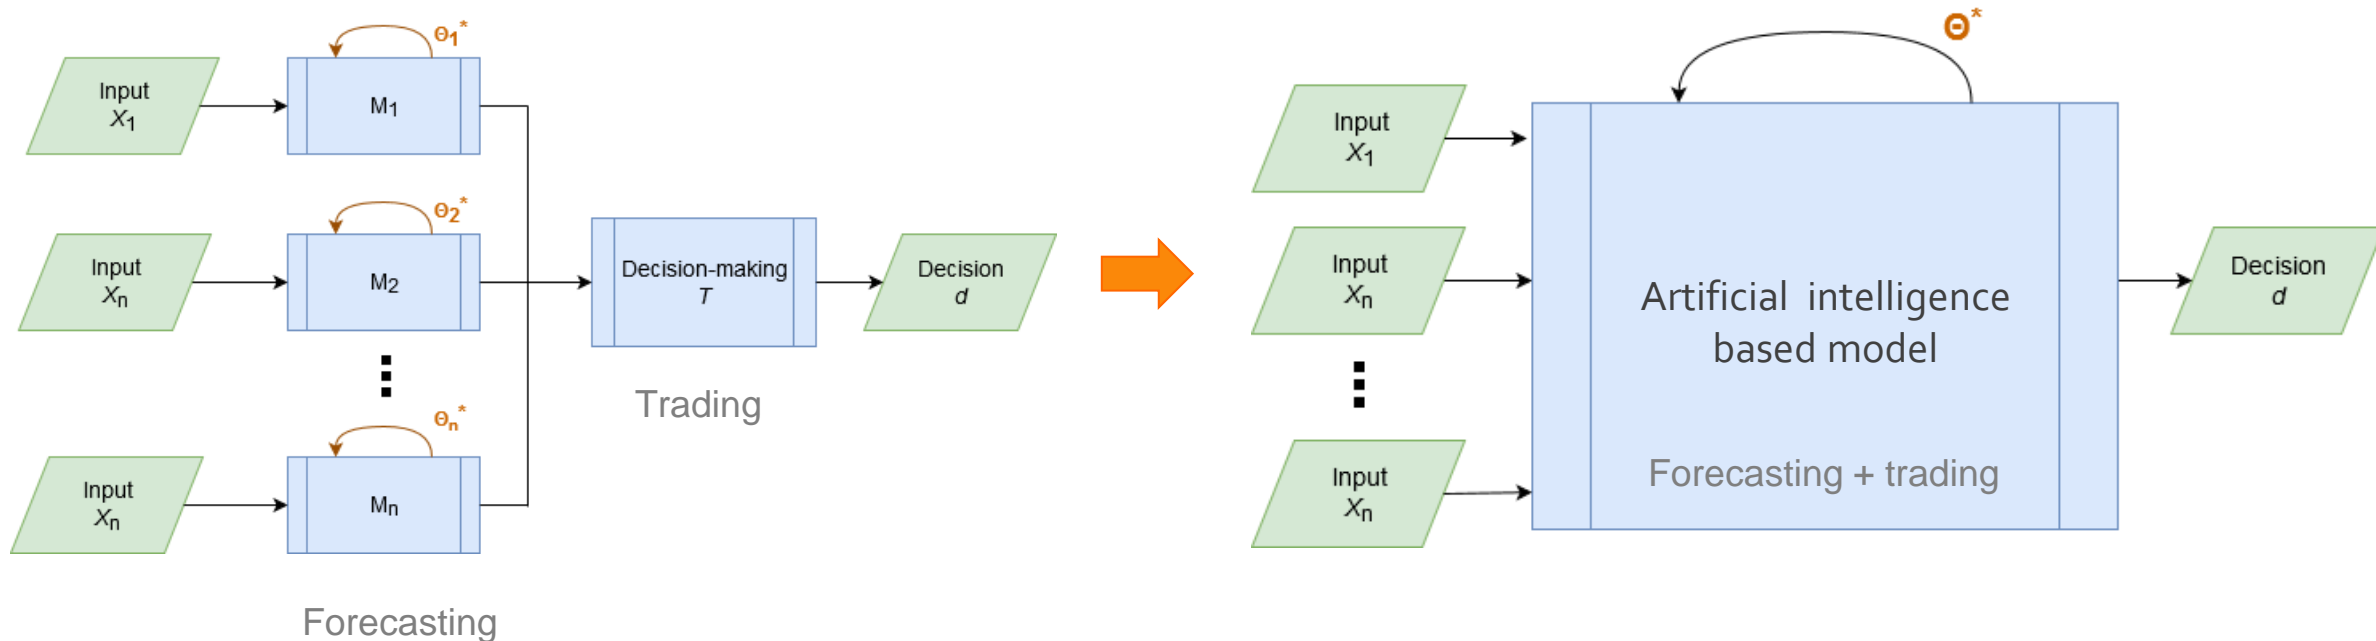 Θ1*
Input
X1
M1
Θ2*
Input
Xn
M2
Decision-making
T
Decision
d
Trading
Θn*
Input
Xn
Mn
Forecasting
Θ*
Input
X1
Input
Xn
Input
Xn
Artificial intelligence
based model
Forecasting + trading
Decision
d